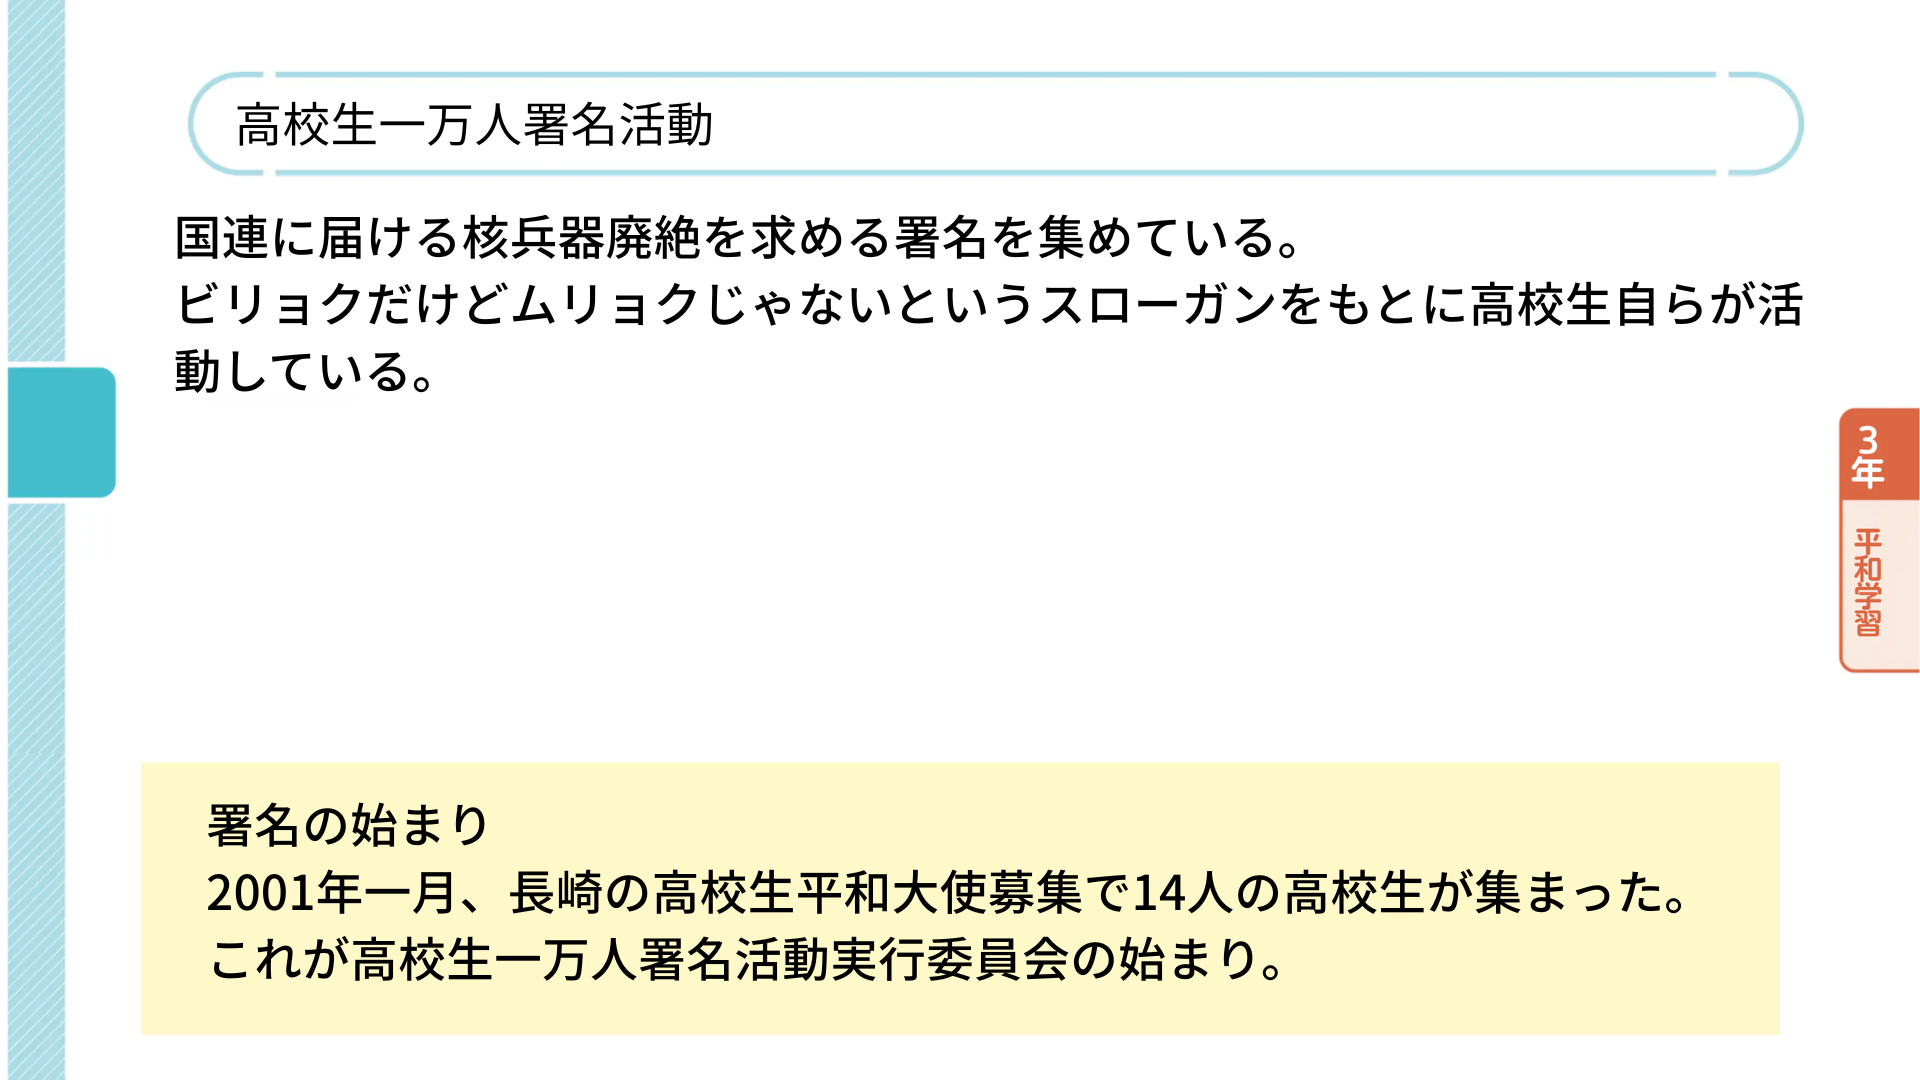 高校生一万人署名活動
国連に届ける核兵器廃絶を求める署名を集めている。
ビリョクだけどムリョクじゃないというスローガンをもとに高校生自らが活
動している。
3年
平和学習
署名の始まり
2001年一月、長崎の高校生平和大使募集で14人の高校生が集まった。
これが高校生一万人署名活動実行委員会の始まり。